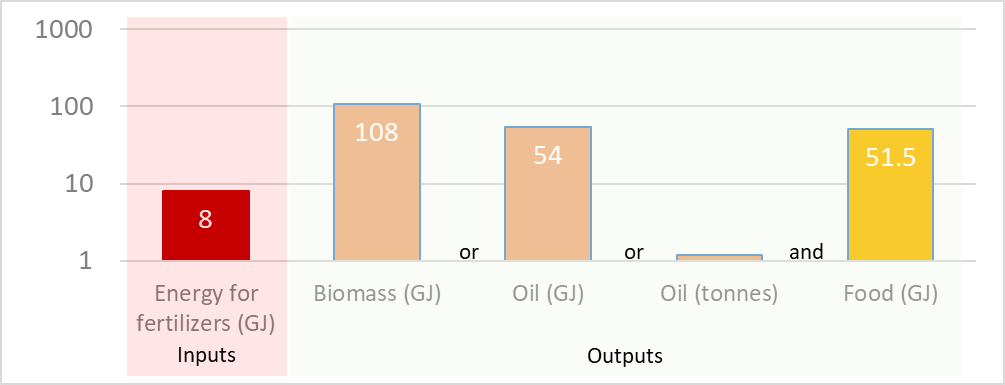 1000
100
10
1
8
108
54
51.5
or
or
and
Energy for
fertilizers (GJ)
Biomass (GJ)
Oil (GJ)
Oil (tonnes)
Food (GJ)
Inputs
Outputs